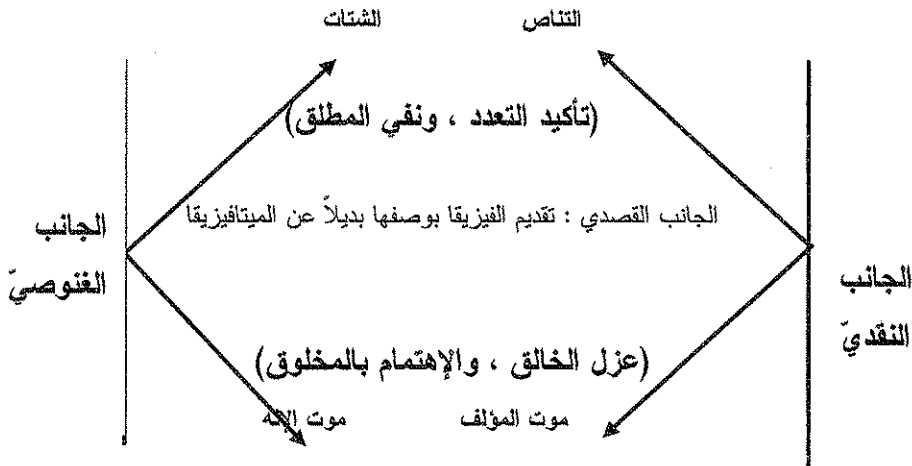 التناص الشتات
(تأكيد التعدد ، ونفي المطلق)
الجانب القصدي : تقديم الفيزيقا بوصفها بديلاً عن الميتافيزيقا
الجانب
النقديّ
الجانب
الغنوصيّ
(عزل الخالق ، والإهتمام بالمخلوق)
موت المؤلف موت الإله